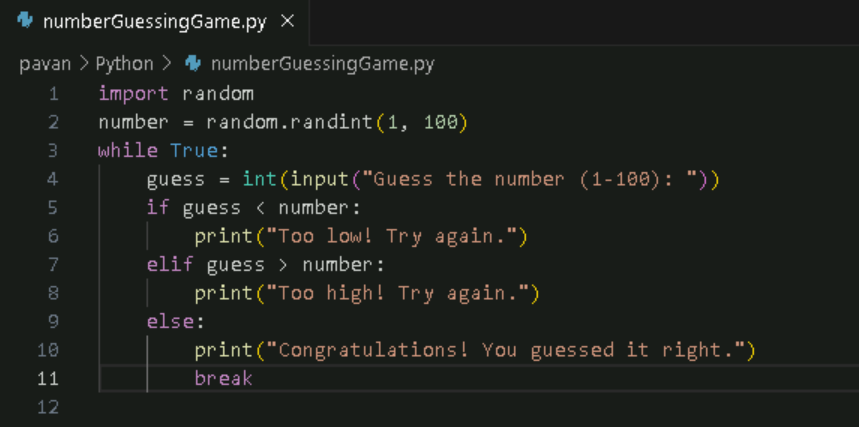 numberGuessingGame.py ×
pavan > Python > numberGuessingGame.py
1 import random
2 number = random.randint(1, 100)
3 while True:
4     guess = int(input("Guess the number (1-100): "))
5     if guess < number:
6         print("Too low! Try again.")
7     elif guess > number:
8         print("Too high! Try again.")
9     else:
10         print("Congratulations! You guessed it right.")
11         break
12